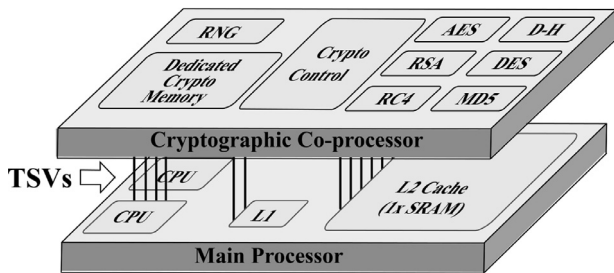 RNG
AES
D-H
Dedicated
Crypto
Memory
Crypto
Control
RSA
DES
RC4
MD5
Cryptographic Co-processor
TSVs
CPU
CPU
L1
L2 Cache
(1x SRAM)
Main Processor